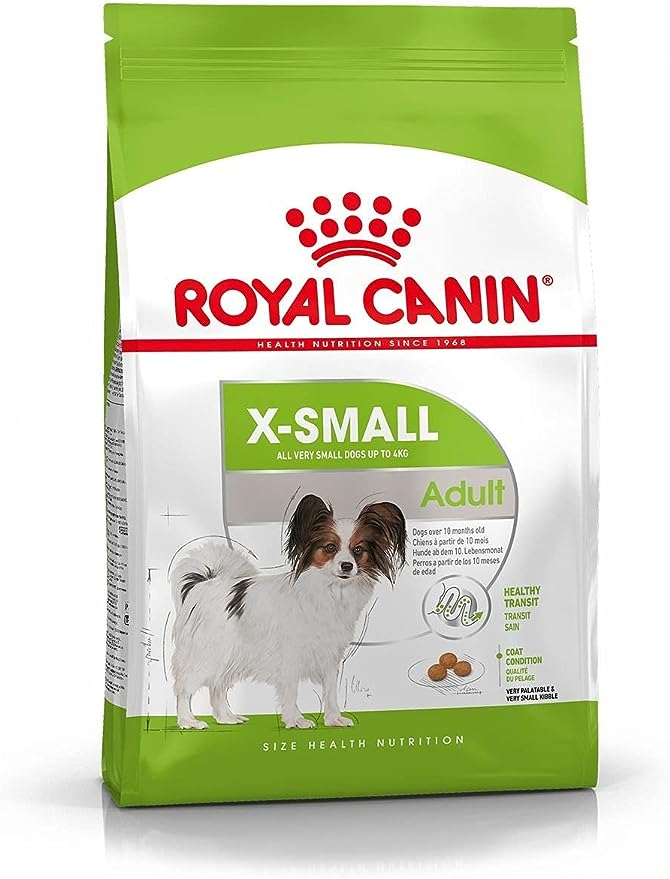 ROYAL CANIN®
HEALTH NUTRITION SINCE 1968
X-SMALL
ALL VERY SMALL DOGS UP TO 4KG
Adult
Dogs over 10 months old
Chiens à partir de 10 mois
Hunde ab dem 10. Lebensmonat
Perros a partir de los 10 meses
de edad
HEALTHY
TRANSIT
TRANSIT
SAIN
COAT
CONDITION
QUALITÉ
DU PELAGE
VERY PALATABLE &
VERY SMALL KIBBLE
SIZE HEALTH NUTRITION